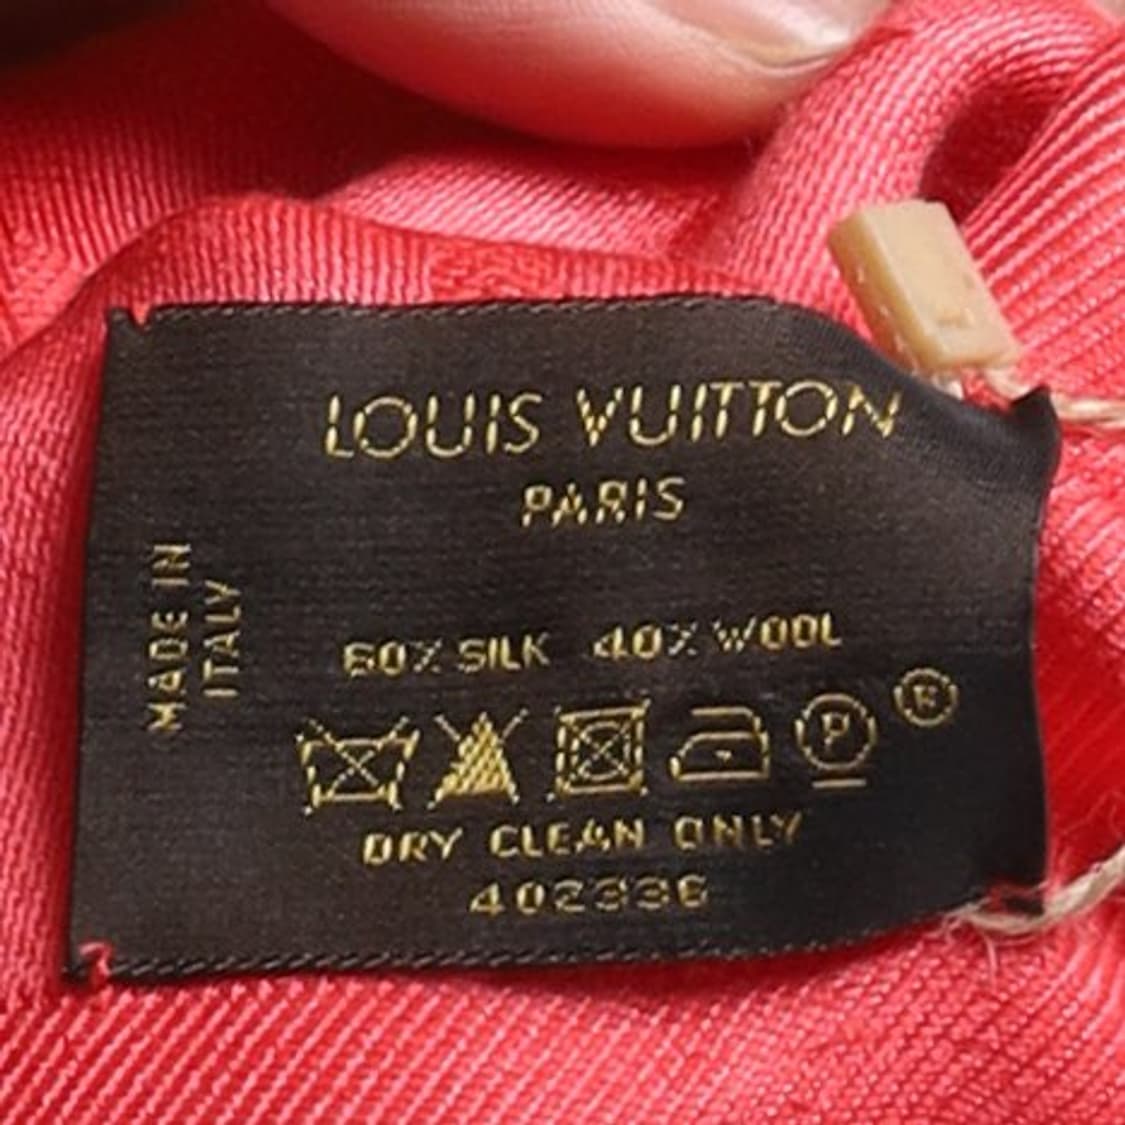 LOUIS VUITTON
PARIS
MADE IN
ITALY
60% SILK 40% WOOL
P
®
DRY CLEAN ONLY
402336